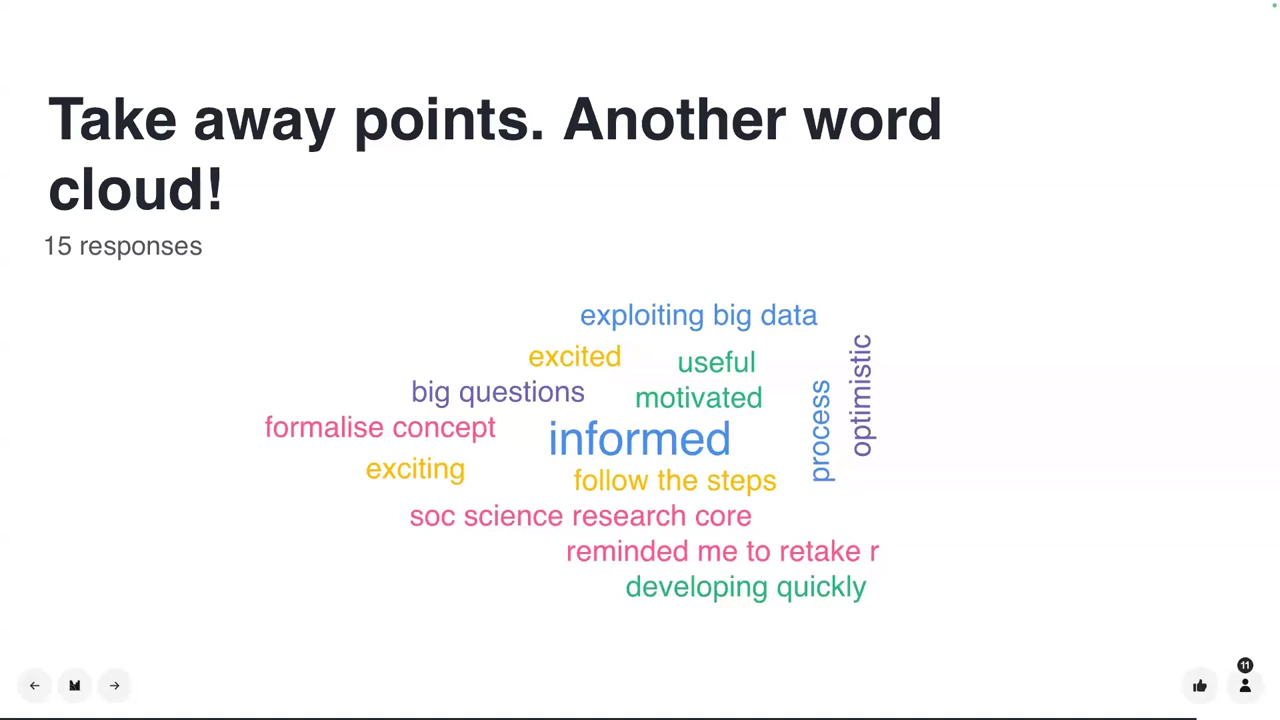 Take away points. Another word
cloud!
15 responses
exploiting big data
excited
useful
optimistic
big questions
motivated
process
formalise concept
informed
exciting
follow the steps
soc science research core
reminded me to retake r
developing quickly
11